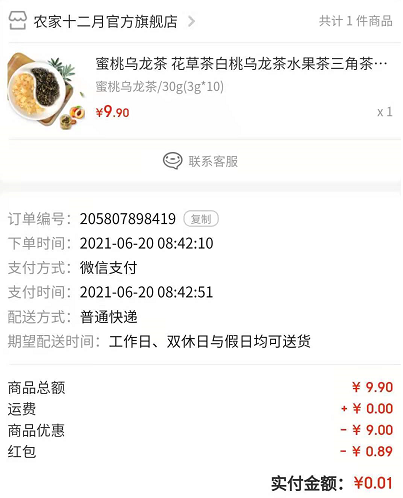 农家十二月官方旗舰店
共计 1 件商品
蜜桃乌龙茶 花草茶白桃乌龙茶水果茶三角茶…
蜜桃乌龙茶/30g(3g*10)
¥9.90
x 1
联系客服
订单编号：205807898419 复制
下单时间：2021-06-20 08:42:10
支付方式：微信支付
支付时间：2021-06-20 08:42:51
配送方式：普通快递
期望配送时间：工作日、双休日与假日均可送货
商品总额 ¥ 9.90
运费 + ¥ 0.00
商品优惠 - ¥ 9.00
红包 - ¥ 0.89
实付金额：¥0.01